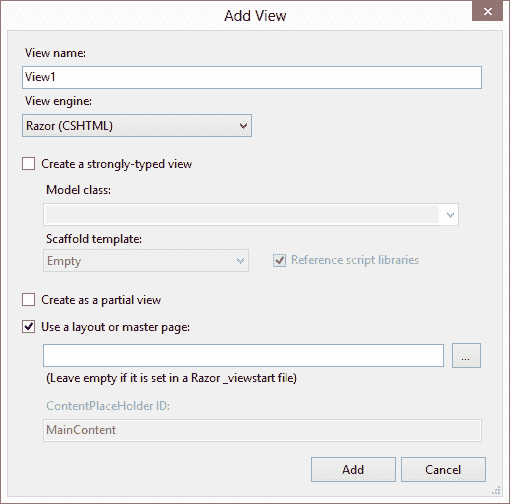 Add View
View name:
View1
View engine:
Razor (CSHTML)
Create a strongly-typed view
Model class:
Scaffold template:
Empty
Reference script libraries
Create as a partial view
Use a layout or master page:
...
(Leave empty if it is set in a Razor _viewstart file)
ContentPlaceHolder ID:
MainContent
Add Cancel